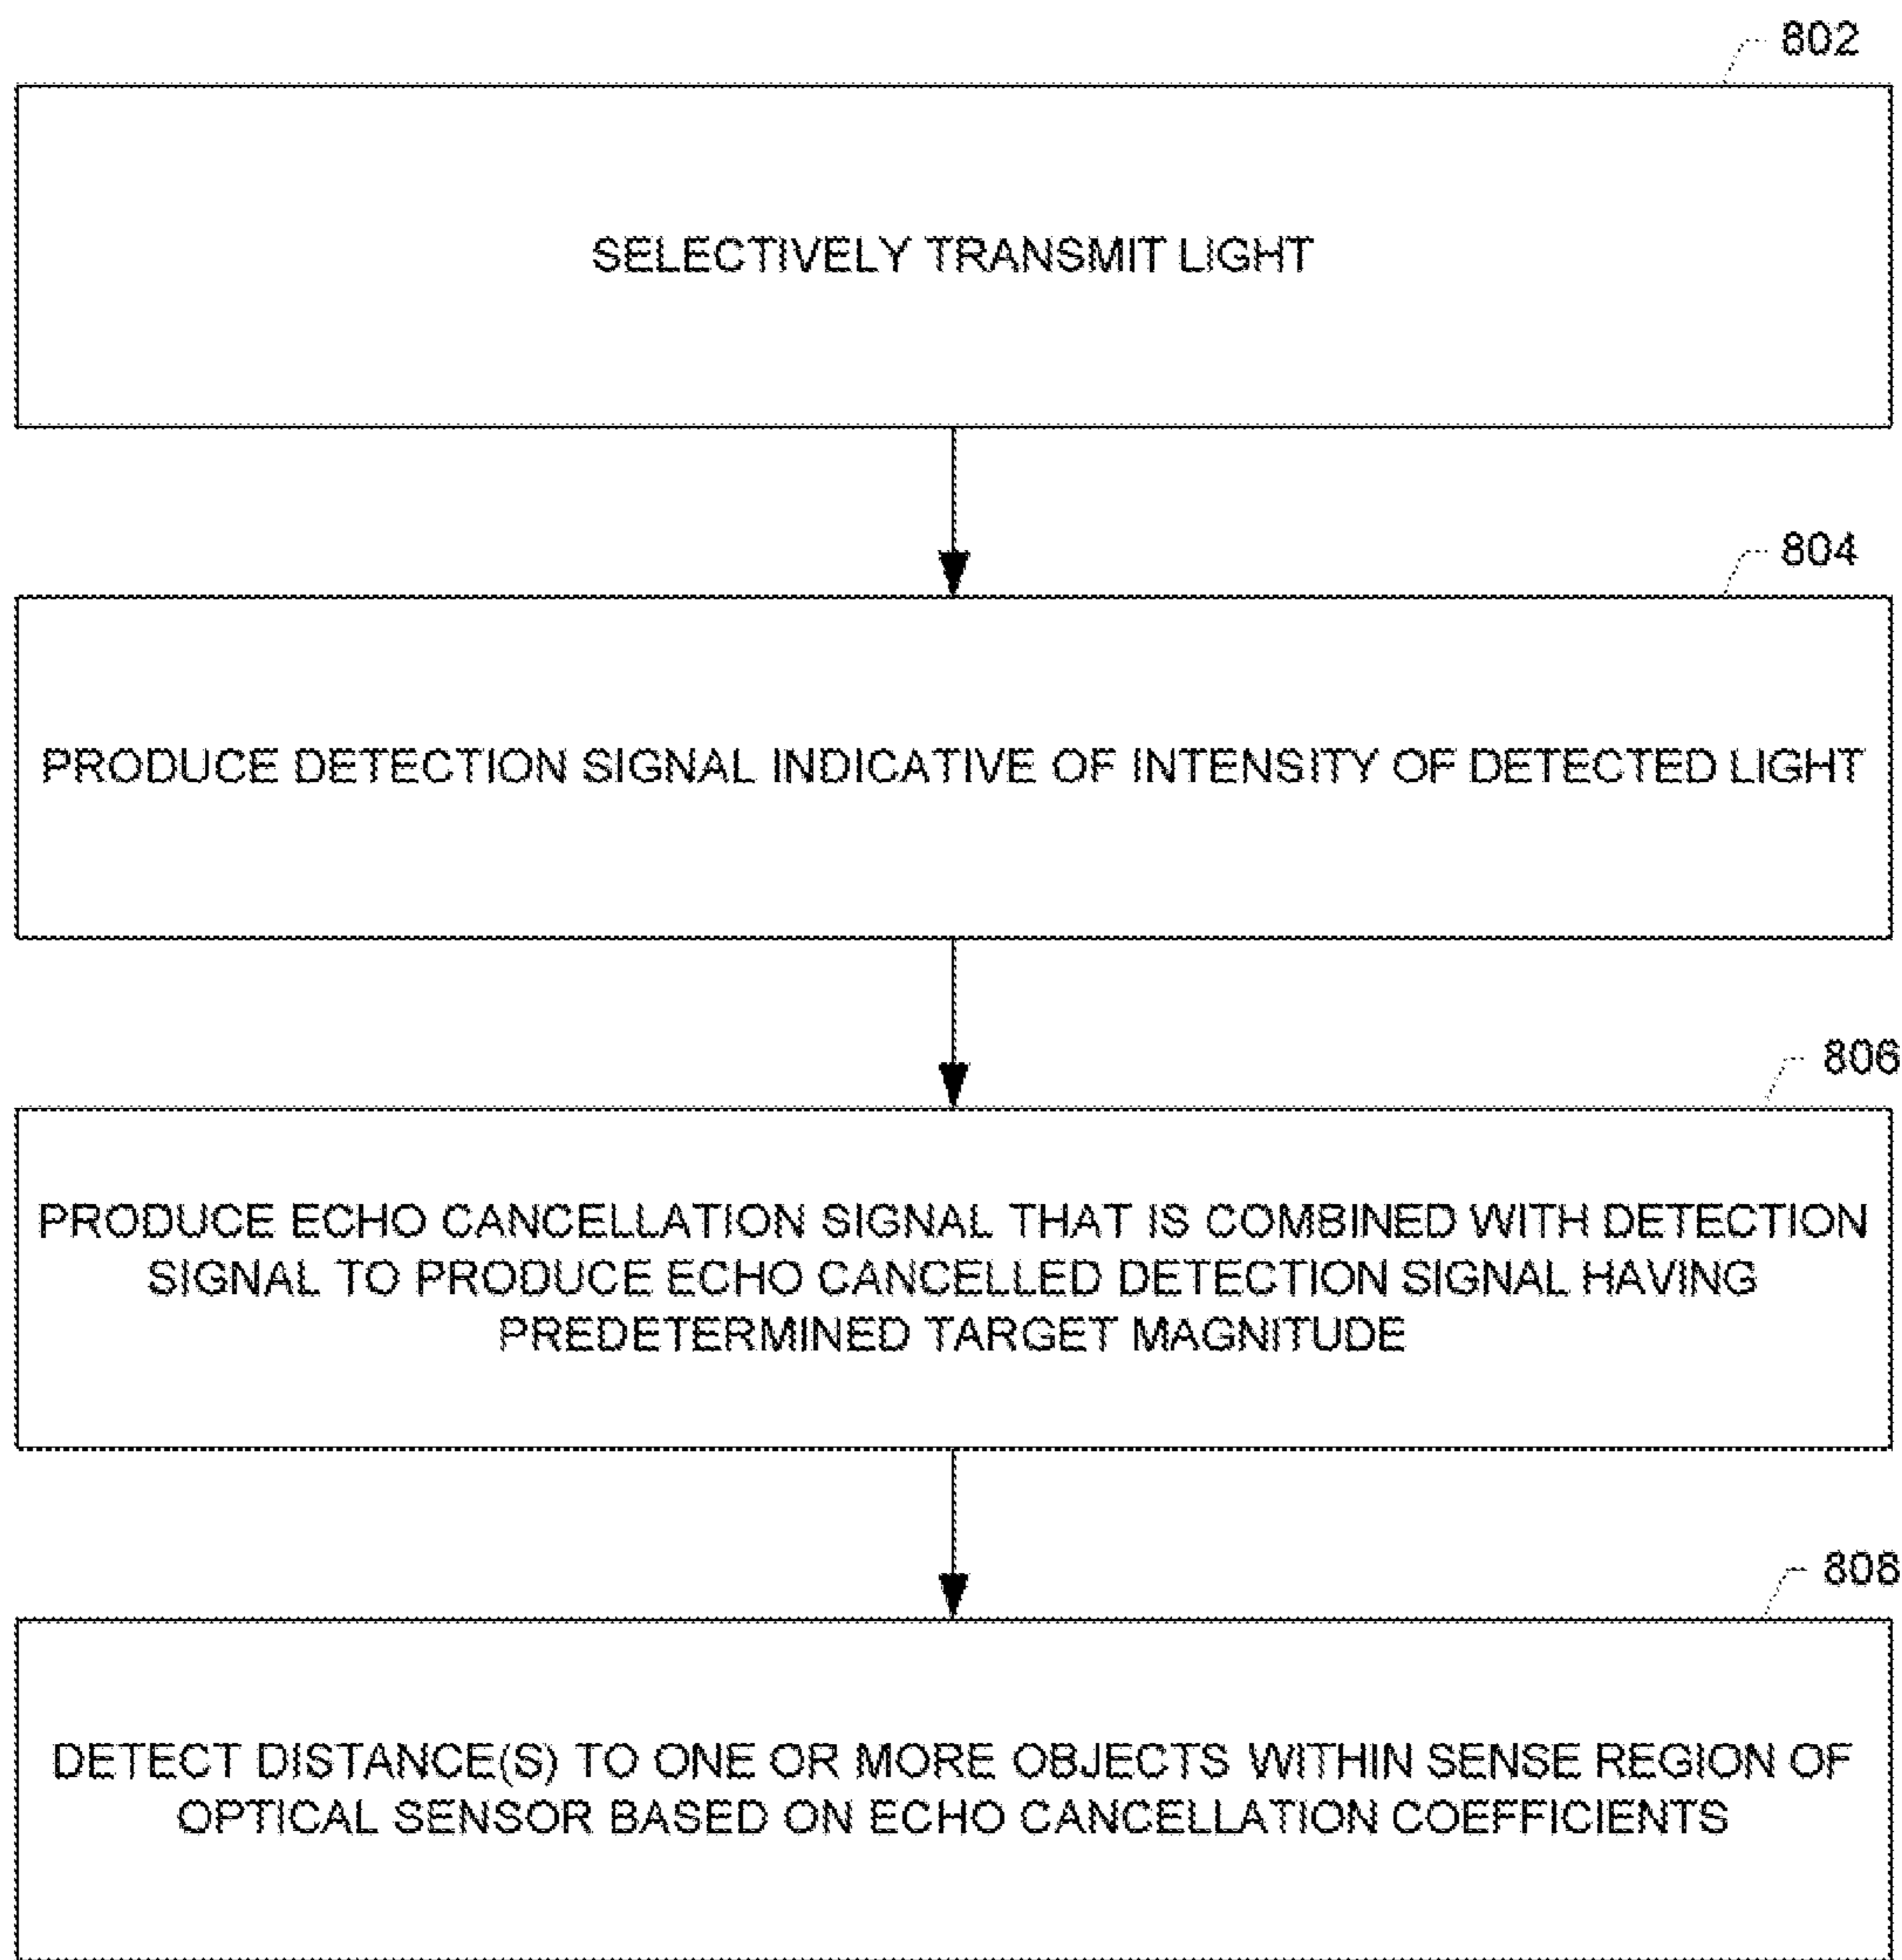 802
SELECTIVELY TRANSMIT LIGHT
804
PRODUCE DETECTION SIGNAL INDICATIVE OF INTENSITY OF DETECTED LIGHT
806
PRODUCE ECHO CANCELLATION SIGNAL THAT IS COMBINED WITH DETECTION
SIGNAL TO PRODUCE ECHO CANCELLED DETECTION SIGNAL HAVING
PREDETERMINED TARGET MAGNITUDE
808
DETECT DISTANCE(S) TO ONE OR MORE OBJECTS WITHIN SENSE REGION OF
OPTICAL SENSOR BASED ON ECHO CANCELLATION COEFFICIENTS